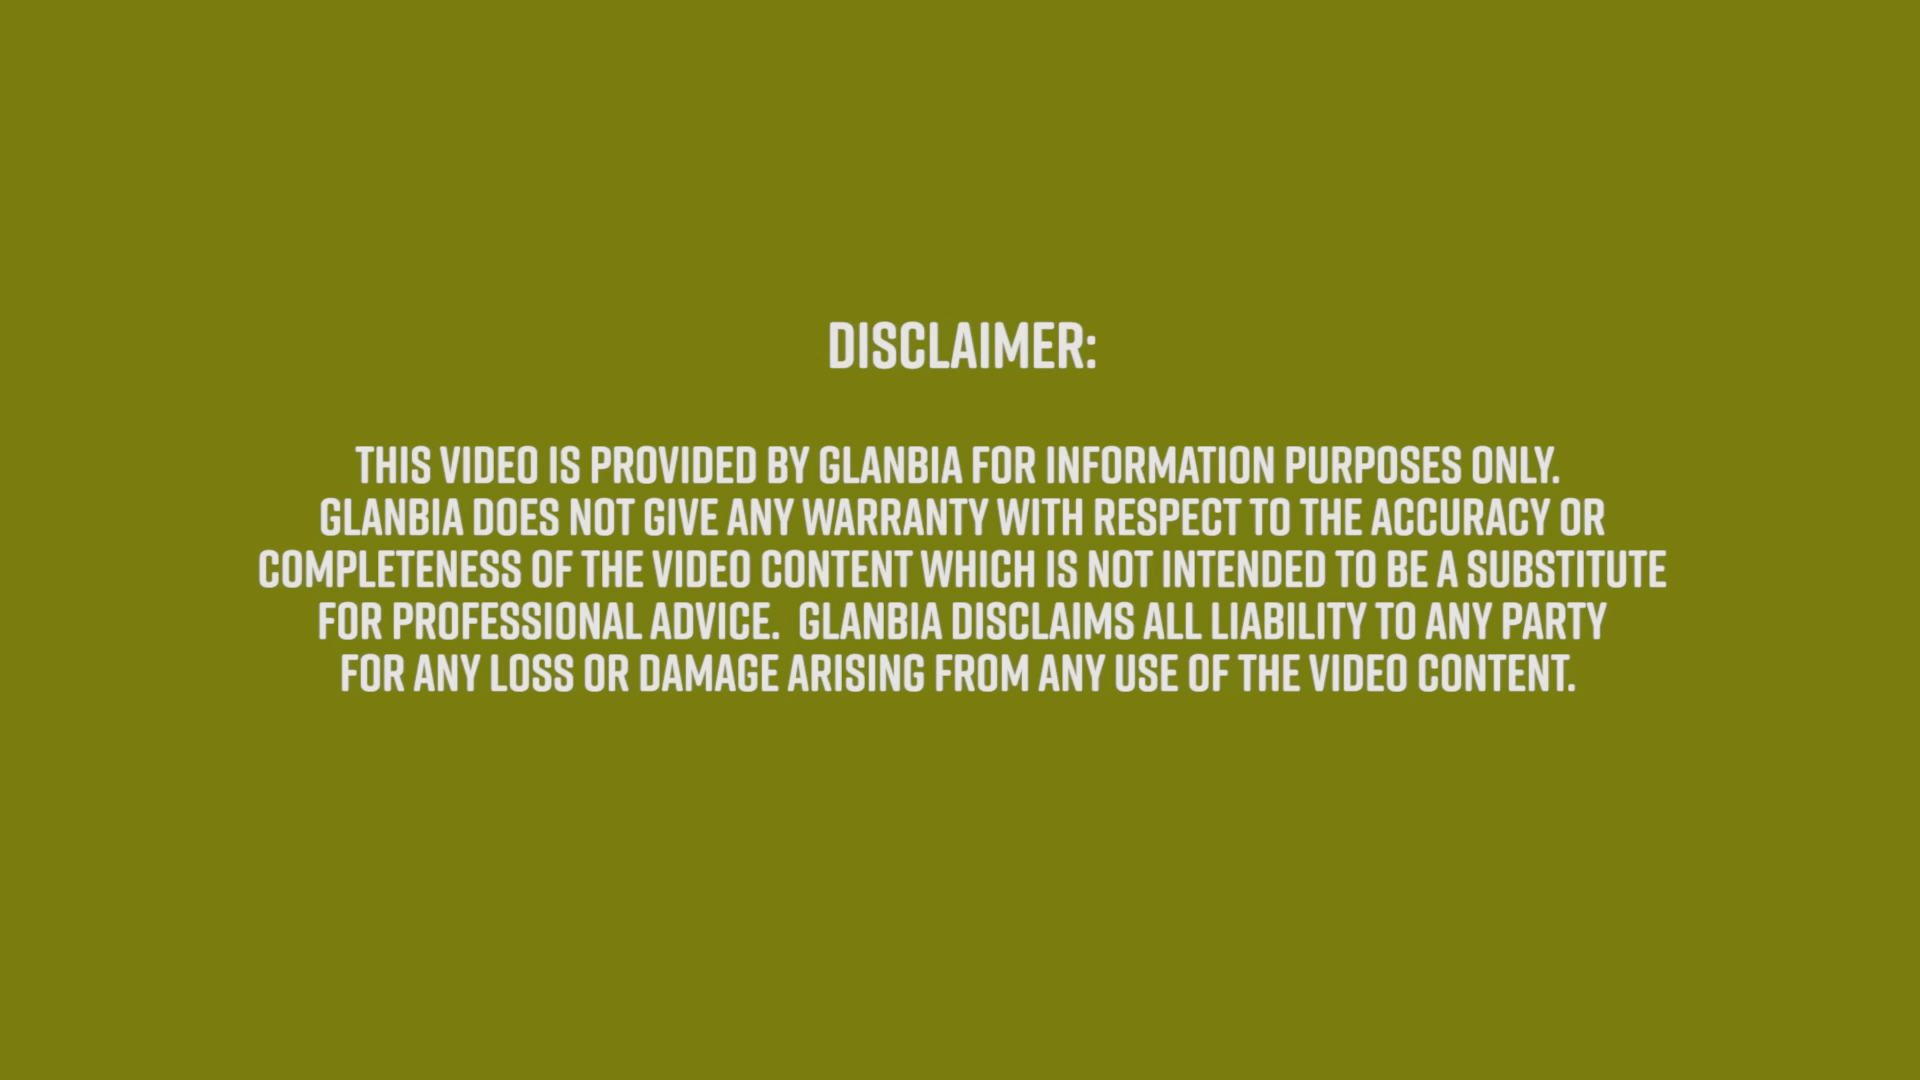 DISCLAIMER:
THIS VIDEO IS PROVIDED BY GLANBIA FOR INFORMATION PURPOSES ONLY.
GLANBIA DOES NOT GIVE ANY WARRANTY WITH RESPECT TO THE ACCURACY OR
COMPLETENESS OF THE VIDEO CONTENT WHICH IS NOT INTENDED TO BE A SUBSTITUTE
FOR PROFESSIONAL ADVICE.  GLANBIA DISCLAIMS ALL LIABILITY TO ANY PARTY
FOR ANY LOSS OR DAMAGE ARISING FROM ANY USE OF THE VIDEO CONTENT.